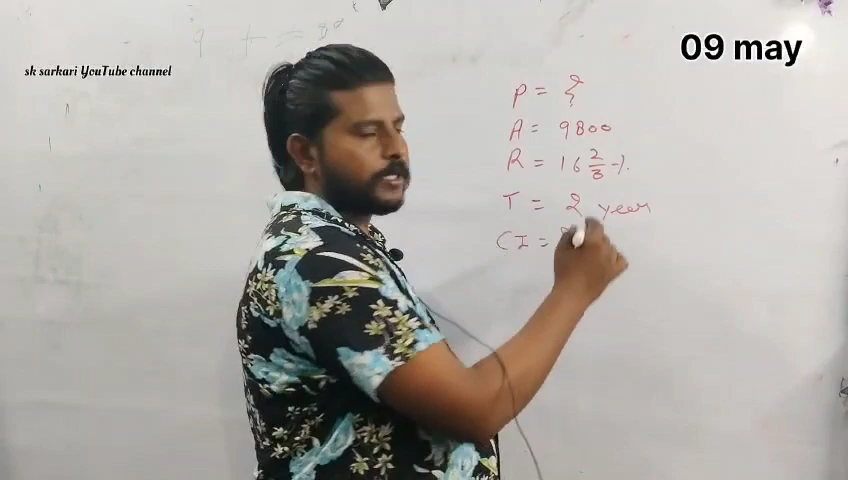 09 may
sk sarkari YouTube channel
P = ?
A = 9800
R = 16 2/3 %
T = 2 year
CI =